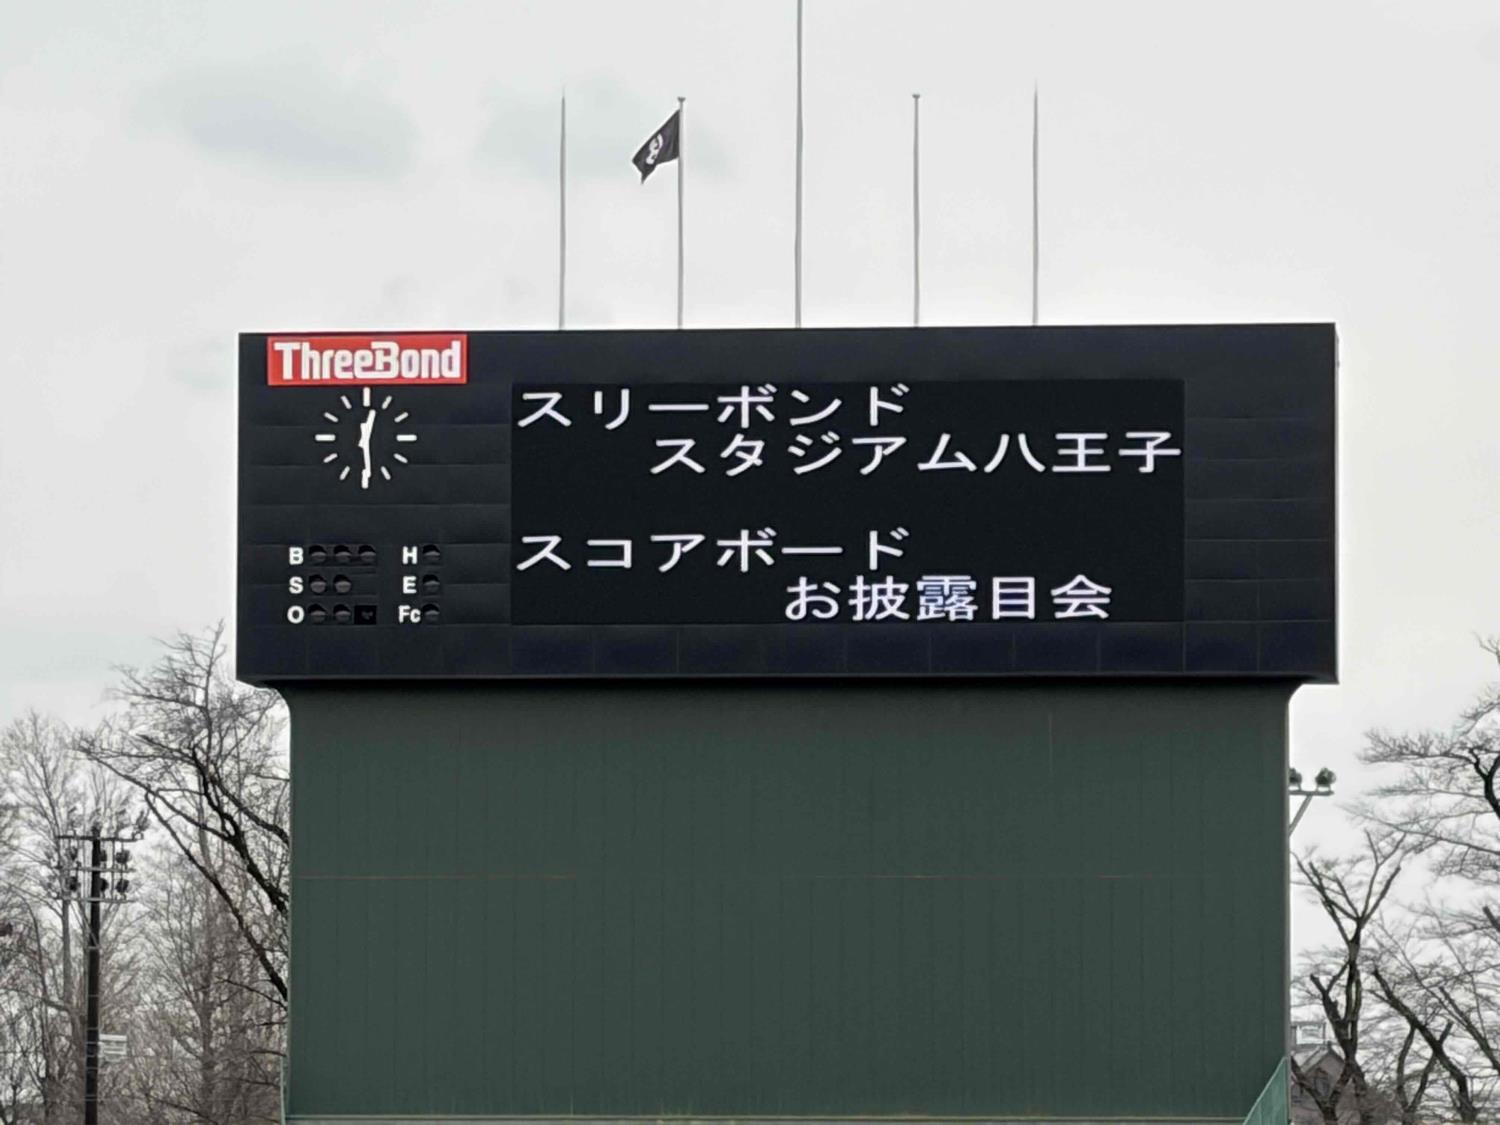 ThreeBond
スリーボンド
スタジアム八王子
スコアボード
お披露目会
B H
S E
O Fc